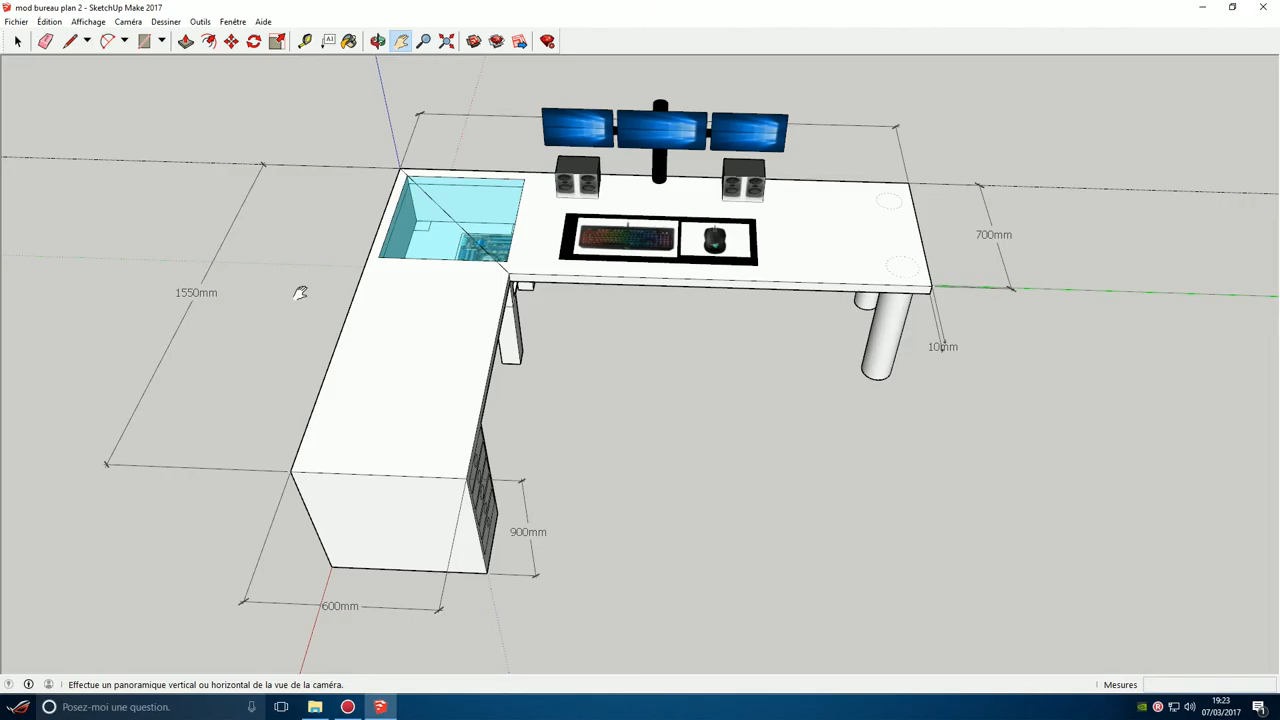 mod bureau plan 2 - SketchUp Make 2017
Fichier Édition Affichage Caméra Dessiner Outils Fenêtre Aide
A1
700mm
1550mm
10mm
900mm
600mm
Effectue un panoramique vertical ou horizontal de la vue de la caméra.
Mesures
Posez-moi une question.
19:23
07/03/2017